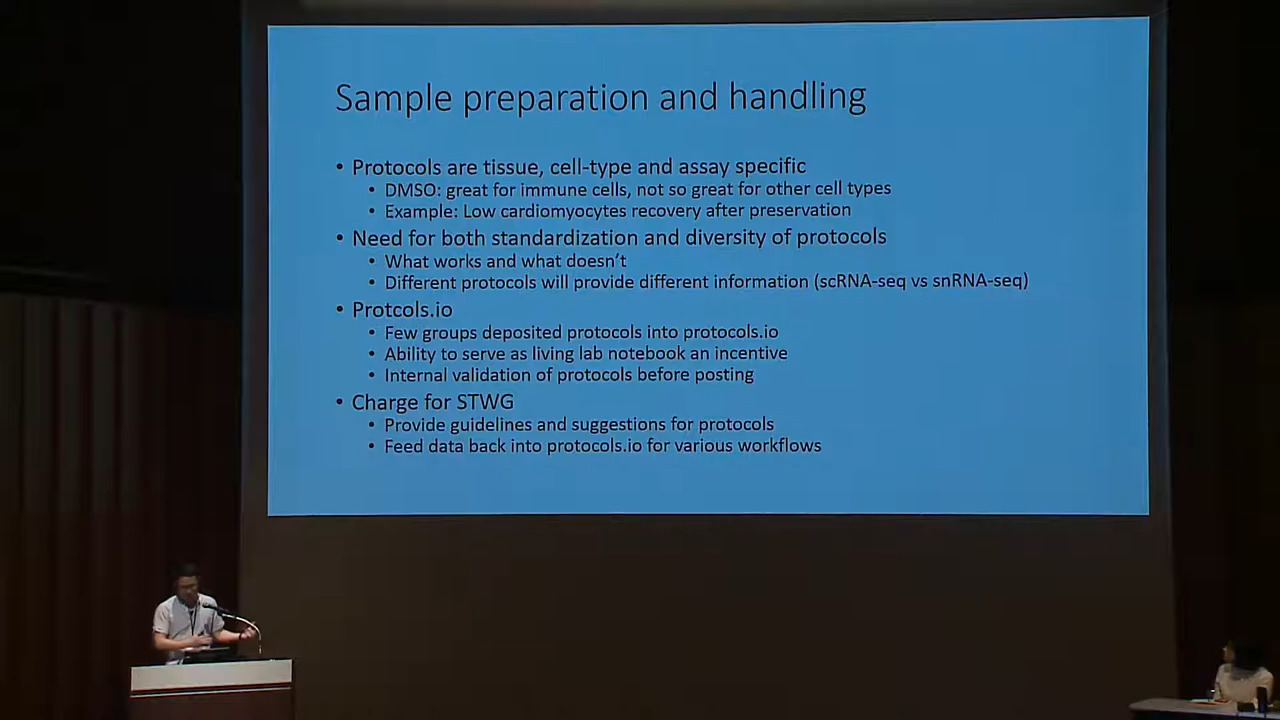 Sample preparation and handling
• Protocols are tissue, cell-type and assay specific
• DMSO: great for immune cells, not so great for other cell types
• Example: Low cardiomyocytes recovery after preservation
• Need for both standardization and diversity of protocols
• What works and what doesn't
• Different protocols will provide different information (scRNA-seq vs snRNA-seq)
• Protcols.io
• Few groups deposited protocols into protocols.io
• Ability to serve as living lab notebook an incentive
• Internal validation of protocols before posting
• Charge for STWG
• Provide guidelines and suggestions for protocols
• Feed data back into protocols.io for various workflows